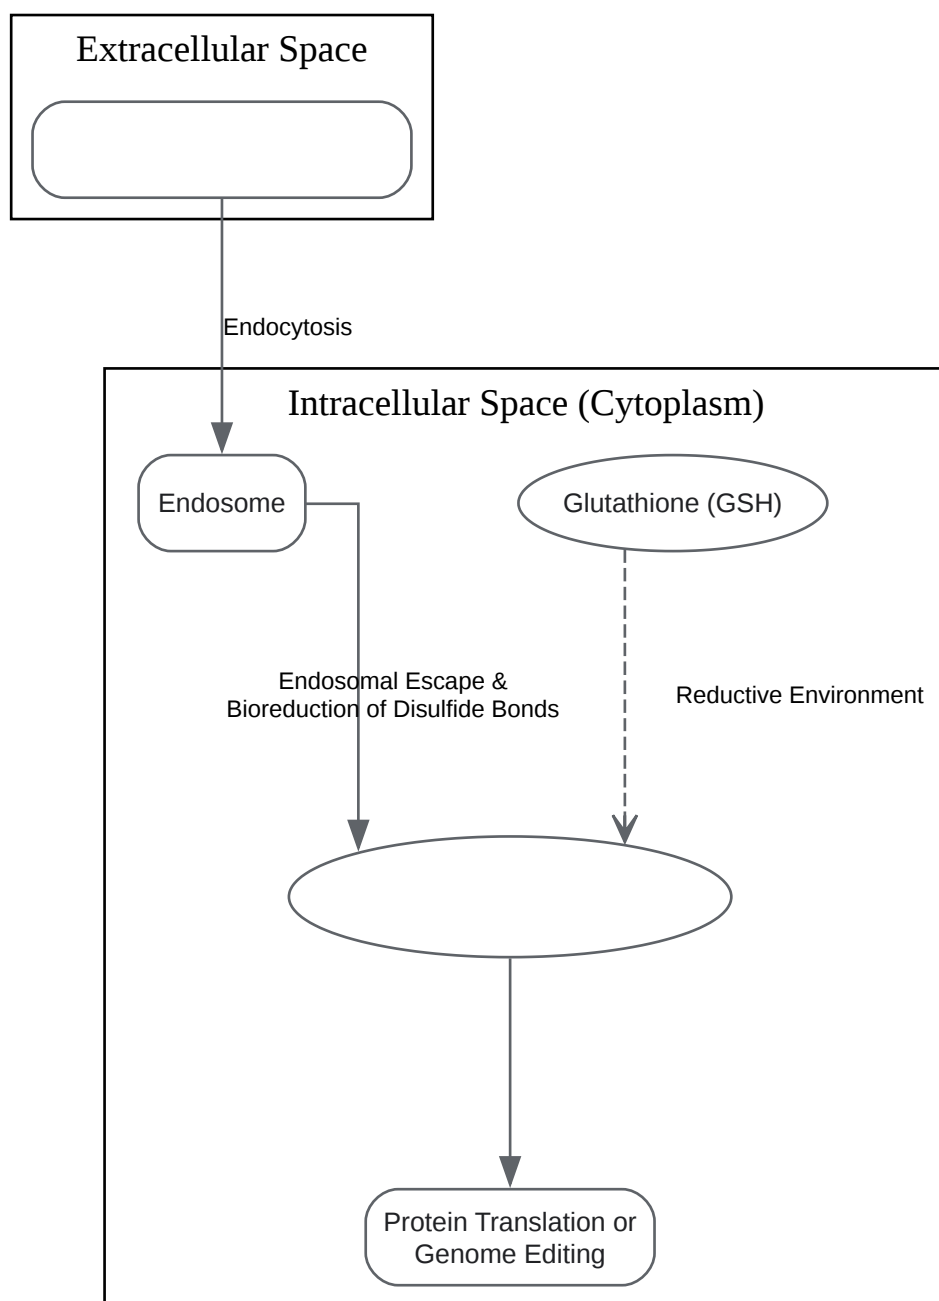 Extracellular Space
Endocytosis
Intracellular Space (Cytoplasm)
Endosome
Glutathione (GSH)
Endosomal Escape &
Bioreduction of Disulfide Bonds
Reductive Environment
Protein Translation or
Genome Editing